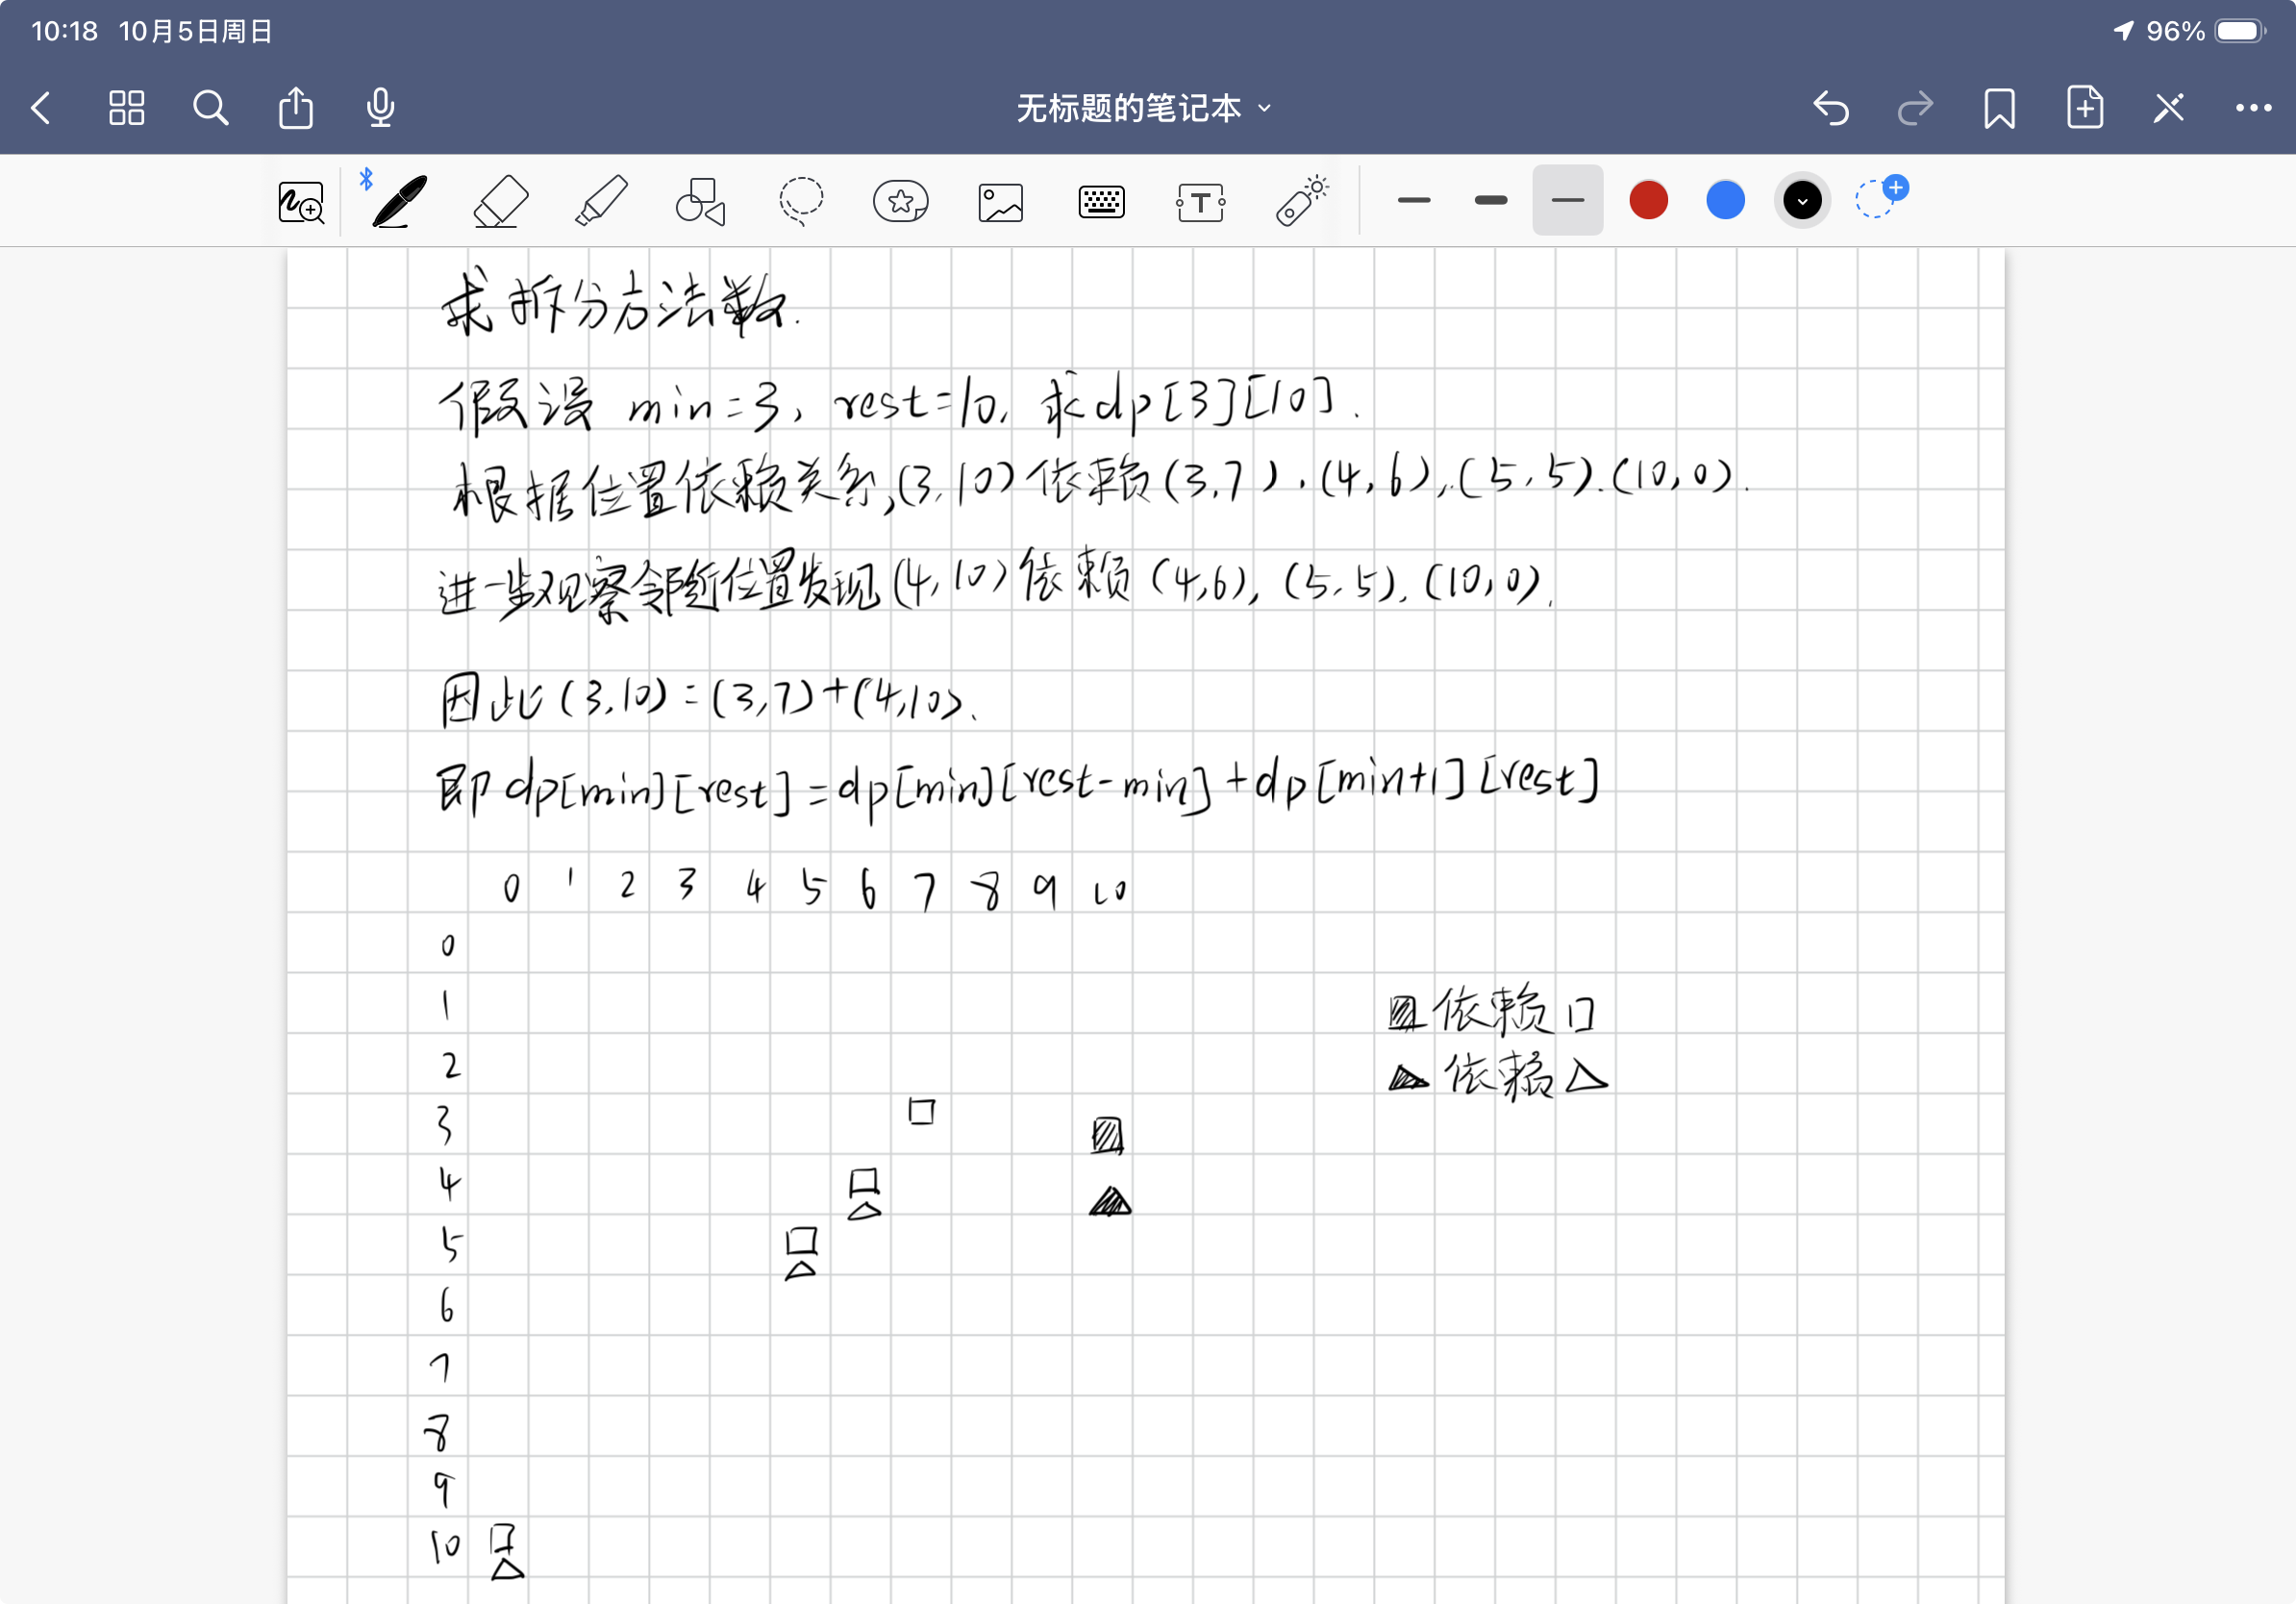 10:18 10月5日周日 96%
无标题的笔记本
求拆分方法数.
假设 min=3, rest=10, 求dp[3][10].
根据位置依赖关系,(3,10)依赖(3,7),(4,6),(5,5).(10,0).
进一步观察邻近位置发现(4,10)依赖(4,6),(5,5),(10,0).
因此(3,10)=(3,7)+(4,10).
即dp[min][rest]=dp[min][rest-min]+dp[min+1][rest]
0 1 2 3 4 5 6 7 8 9 10
0
1 依赖
2 依赖
3
4
5
6
7
8
9
10